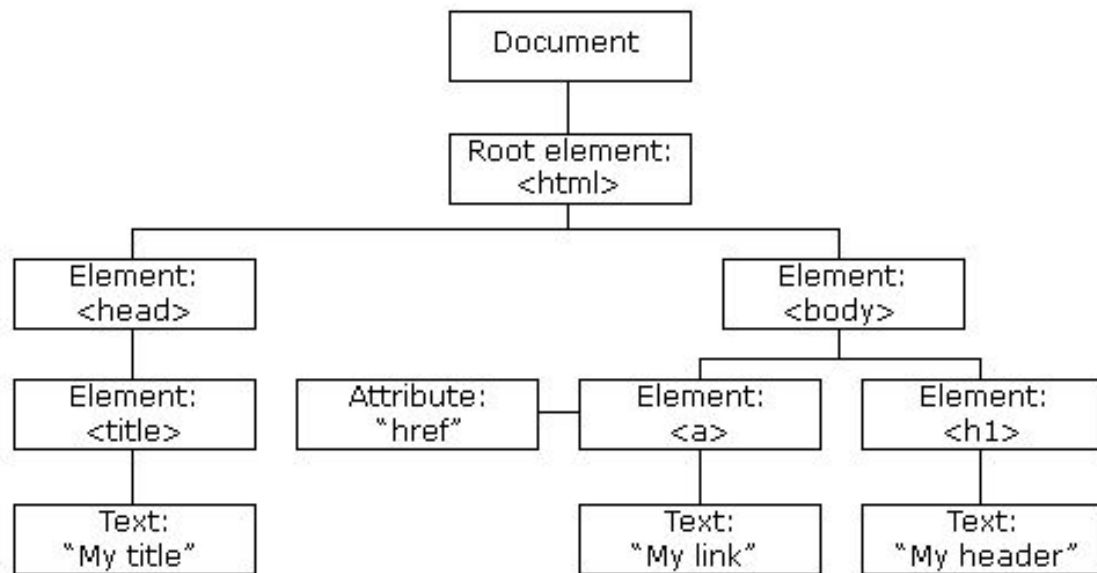 Document
Root element:
<html>
Element:
<head>
Element:
<body>
Element:
<title>
Attribute:
“href”
Element:
<a>
Element:
<h1>
Text:
“My title”
Text:
“My link”
Text:
“My header”